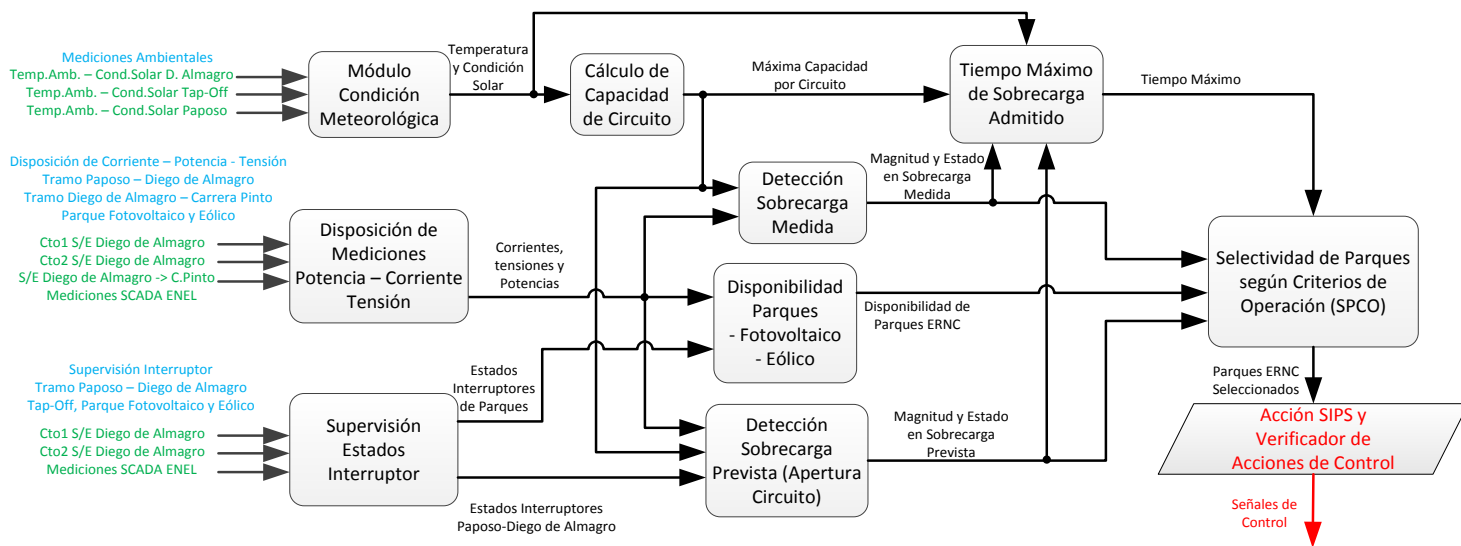 Mediciones Ambientales
Temp.Amb. – Cond.Solar D. Almagro
Temp.Amb. – Cond.Solar Tap-Off
Temp.Amb. – Cond.Solar Paposo
Módulo
Condición
Meteorológica
Temperatura
y Condición
Solar
Cálculo de
Capacidad
de Circuito
Máxima Capacidad
por Circuito
Tiempo Máximo
de Sobrecarga
Admitido
Tiempo Máximo
Disposición de Corriente – Potencia - Tensión
Tramo Paposo – Diego de Almagro
Tramo Diego de Almagro – Carrera Pinto
Parque Fotovoltaico y Eólico
Cto1 S/E Diego de Almagro
Cto2 S/E Diego de Almagro
S/E Diego de Almagro -> C.Pinto
Mediciones SCADA ENEL
Disposición de
Mediciones
Potencia – Corriente
Tensión
Corrientes,
tensiones y
Potencias
Detección
Sobrecarga
Medida
Magnitud y Estado
en Sobrecarga
Medida
Disponibilidad
Parques
- Fotovoltaico
- Eólico
Disponibilidad de
Parques ERNC
Selectividad de Parques
según Criterios de
Operación (SPCO)
Supervisión Interruptor
Tramo Paposo – Diego de Almagro
Tap-Off, Parque Fotovoltaico y Eólico
Cto1 S/E Diego de Almagro
Cto2 S/E Diego de Almagro
Mediciones SCADA ENEL
Supervisión
Estados
Interruptor
Estados
Interruptores
de Parques
Estados Interruptores
Paposo-Diego de Almagro
Detección
Sobrecarga
Prevista (Apertura
Circuito)
Magnitud y Estado
en Sobrecarga
Prevista
Parques ERNC
Seleccionados
Acción SIPS y
Verificador de
Acciones de Control
Señales de
Control